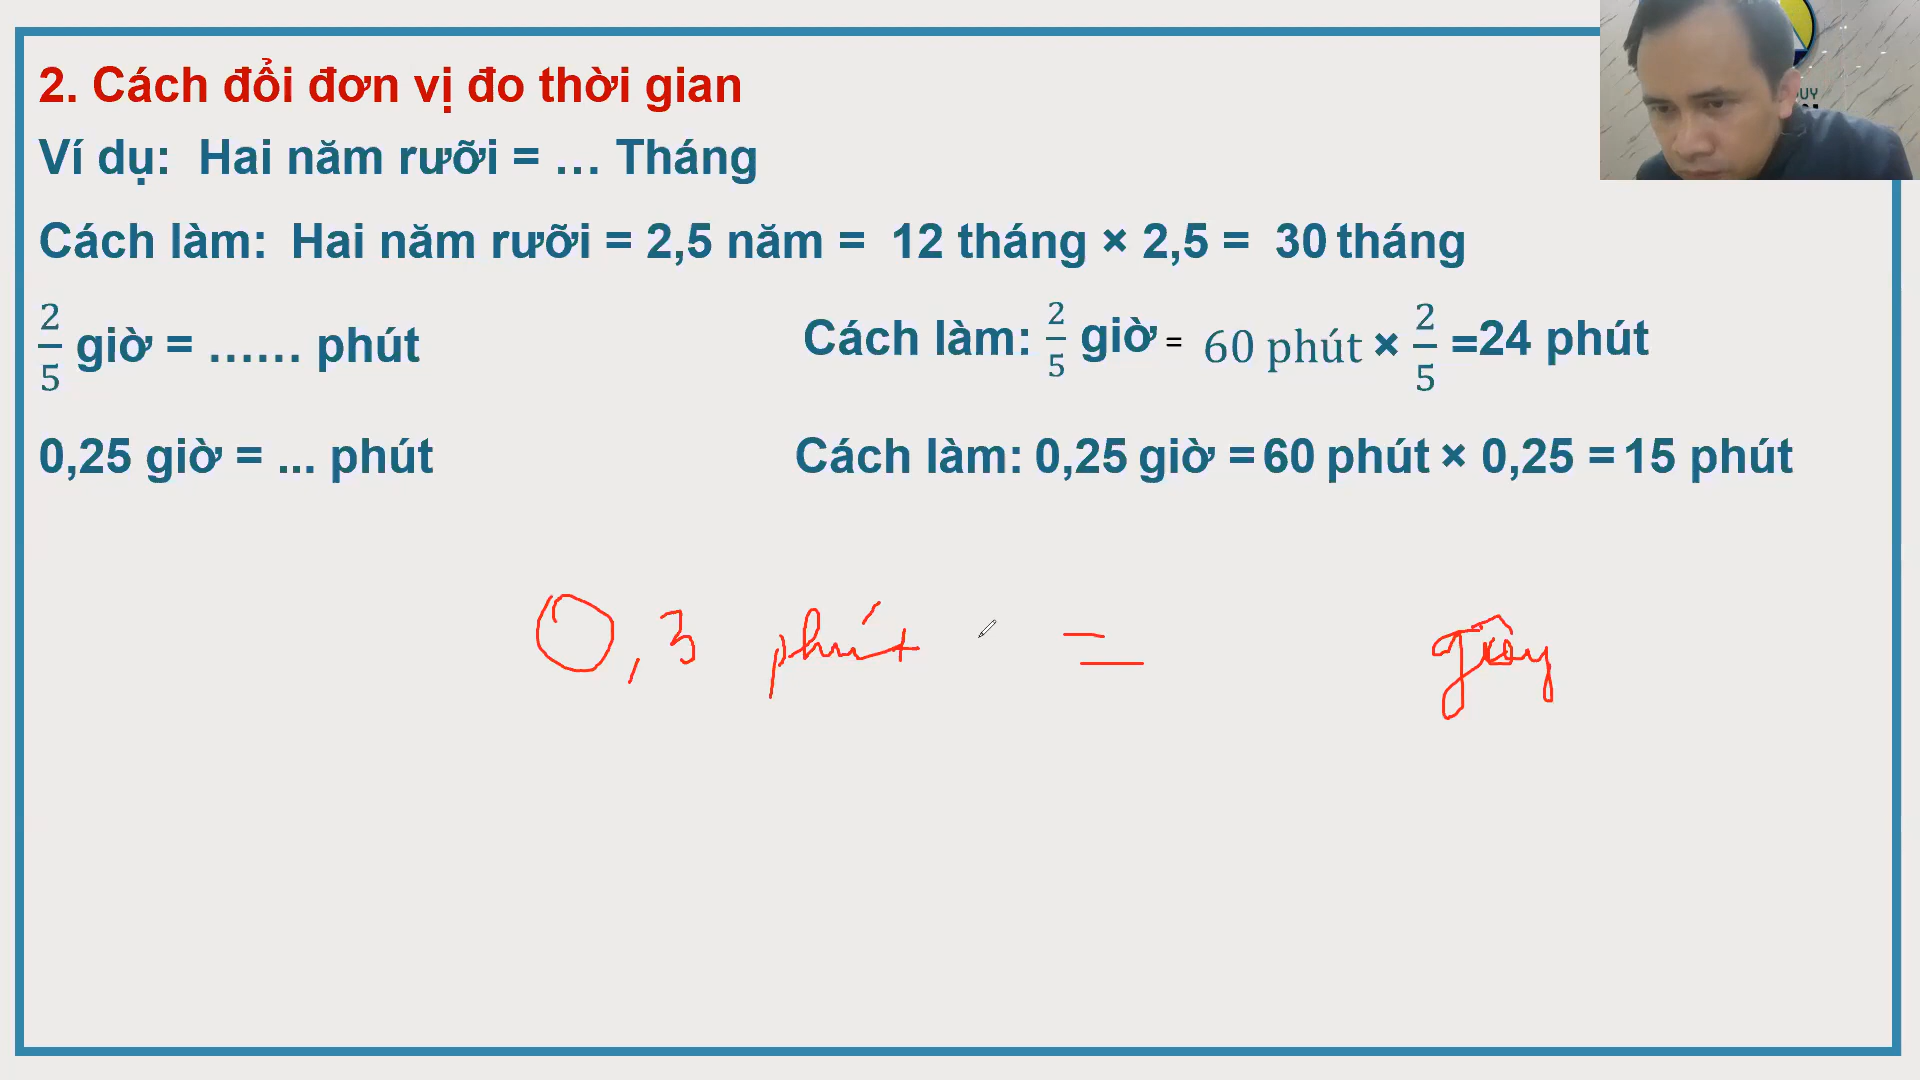 2. Cách đổi đơn vị đo thời gian
Ví dụ: Hai năm rưỡi = … Tháng
Cách làm: Hai năm rưỡi = 2,5 năm = 12 tháng × 2,5 = 30 tháng
2/5 giờ = …… phút
Cách làm: 2/5 giờ = 60 phút × 2/5 =24 phút
0,25 giờ = ... phút
Cách làm: 0,25 giờ = 60 phút × 0,25 = 15 phút
0,3 phút = giây